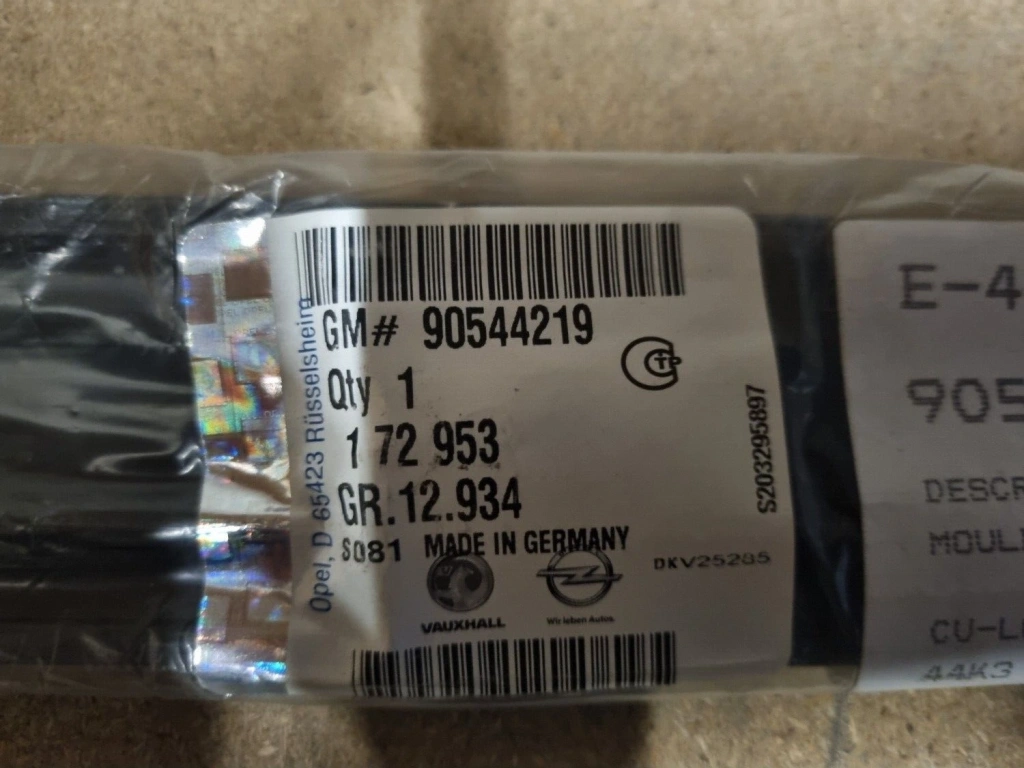 GM# 90544219
Qty 1
1 72 953
GR.12.934
S081 MADE IN GERMANY
VAUXHALL
Wir leben Autos.
DKV25285
S203295897
Opel, D 65423 Rüsselsheim
E-4
905
DESCR
MOUL
CU-L
44K3